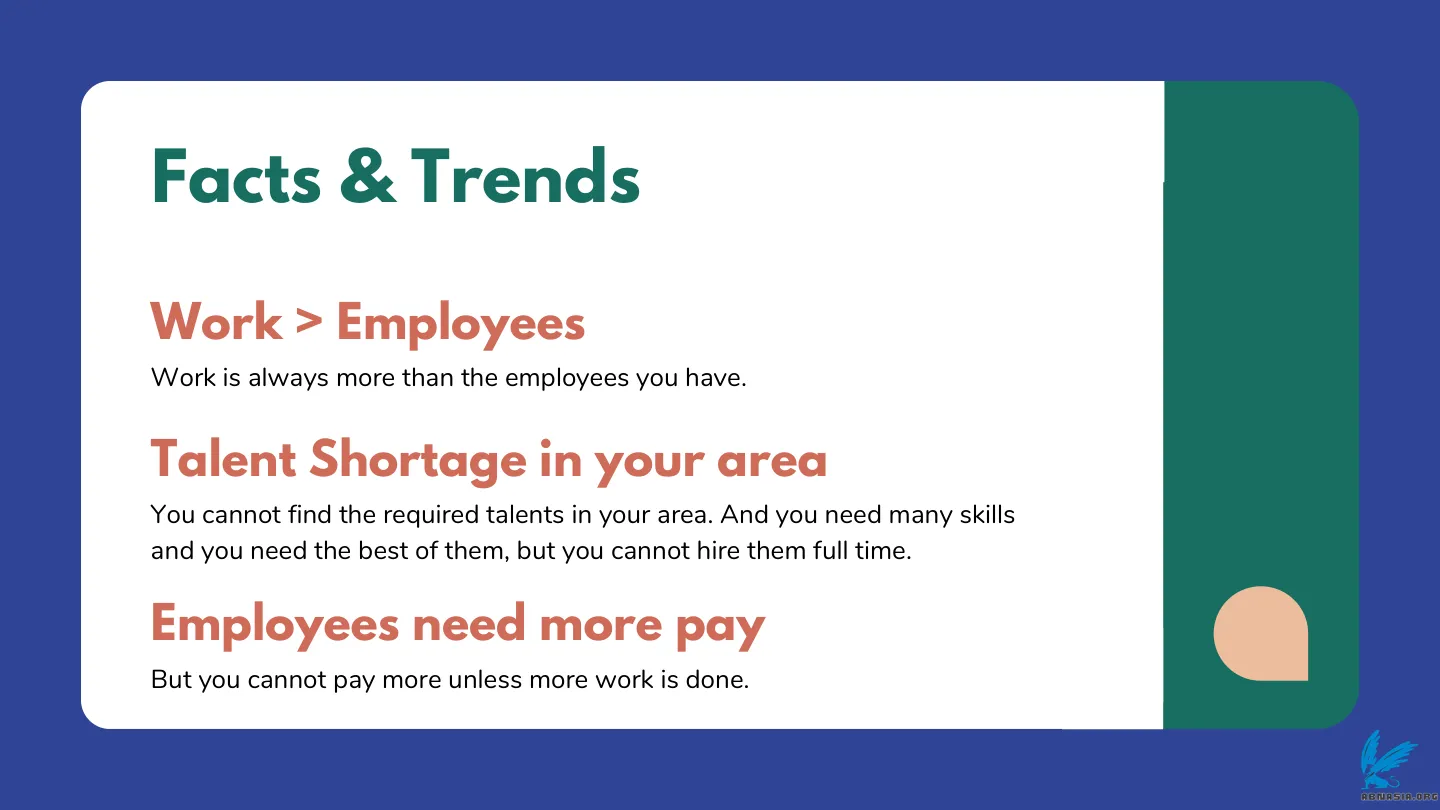 Facts & Trends
Work > Employees
Work is always more than the employees you have.
Talent Shortage in your area
You cannot find the required talents in your area. And you need many skills
and you need the best of them, but you cannot hire them full time.
Employees need more pay
But you cannot pay more unless more work is done.
ABNASIR.ORG